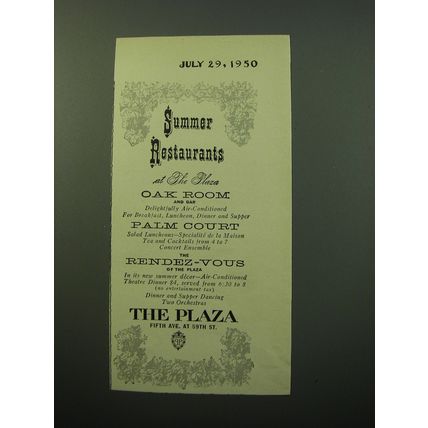 JULY 29, 1950
Summer
Restaurants
at The Plaza
OAK ROOM
AND BAR
Delightfully Air-Conditioned
For Breakfast, Luncheon, Dinner and Supper
PALM COURT
Salad Luncheons—Specialité de la Maison
Tea and Cocktails from 4 to 7
Concert Ensemble
THE
RENDEZ-VOUS
OF THE PLAZA
In its new summer décor—Air-Conditioned
Theatre Dinner $4, served from 6:30 to 8
(no entertainment tax)
Dinner and Supper Dancing
Two Orchestras
THE PLAZA
FIFTH AVE. AT 59TH ST.